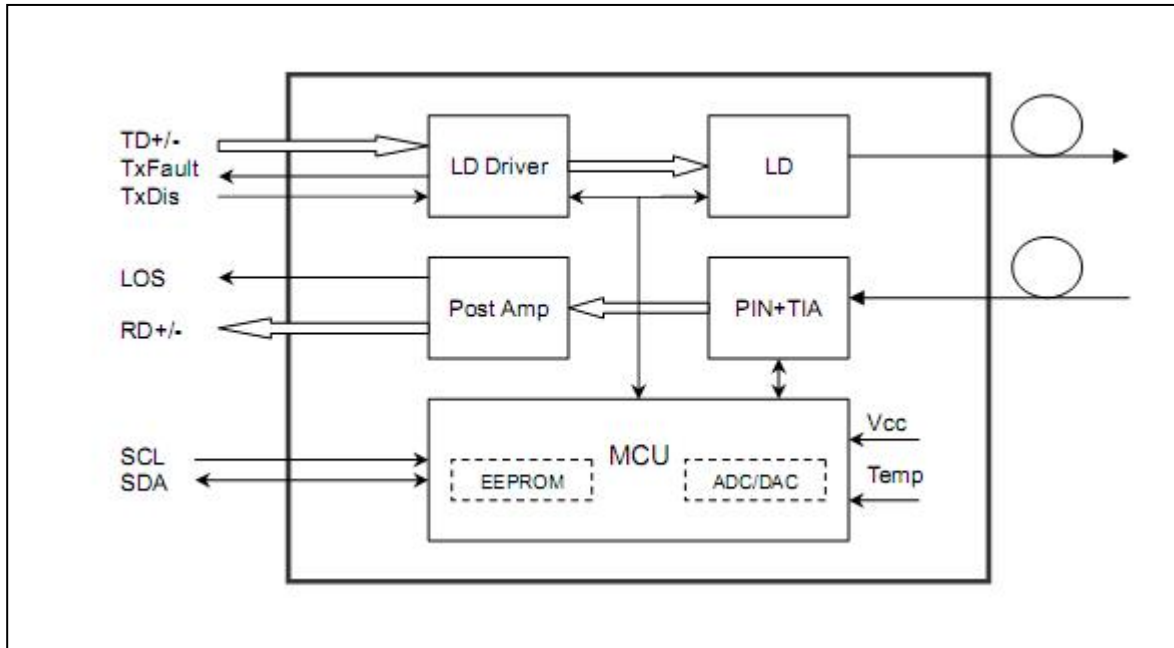 TD+/-
TxFault
TxDis
LD Driver
LD
LOS
RD+/-
Post Amp
PIN+TIA
SCL
SDA
MCU
EEPROM
ADC/DAC
Vcc
Temp